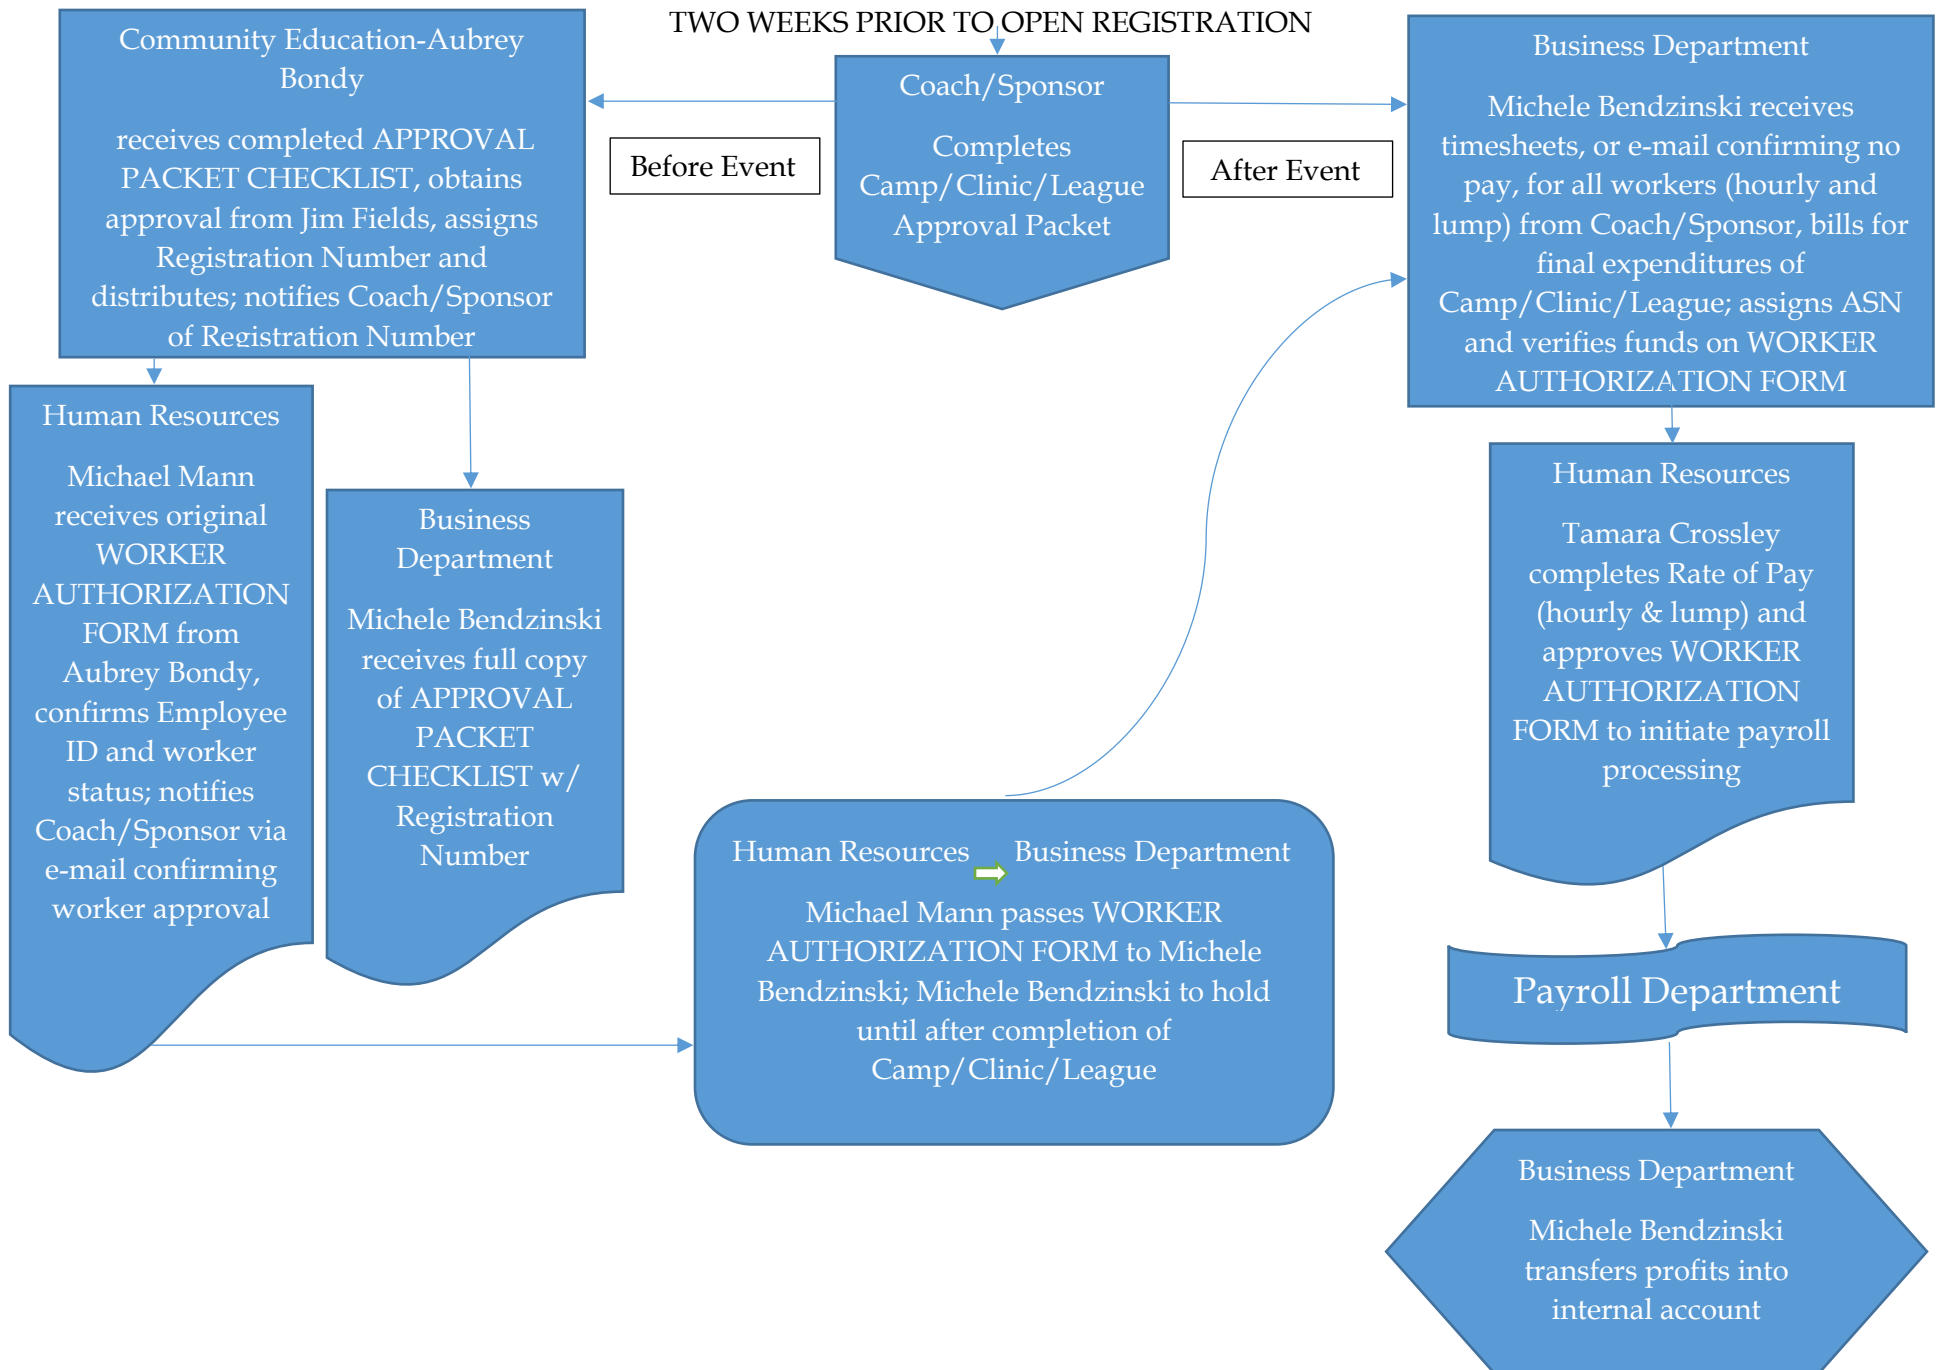 TWO WEEKS PRIOR TO OPEN REGISTRATION
Community Education-Aubrey
Bondy
receives completed APPROVAL
PACKET CHECKLIST, obtains
approval from Jim Fields, assigns
Registration Number and
distributes; notifies Coach/Sponsor
of Registration Number
Before Event
Coach/Sponsor
Completes
Camp/Clinic/League
Approval Packet
After Event
Business Department
Michele Bendzinski receives
timesheets, or e-mail confirming no
pay, for all workers (hourly and
lump) from Coach/Sponsor, bills for
final expenditures of
Camp/Clinic/League; assigns ASN
and verifies funds on WORKER
AUTHORIZATION FORM
Human Resources
Michael Mann
receives original
WORKER
AUTHORIZATION
FORM from
Aubrey Bondy,
confirms Employee
ID and worker
status; notifies
Coach/Sponsor via
e-mail confirming
worker approval
Business
Department
Michele Bendzinski
receives full copy
of APPROVAL
PACKET
CHECKLIST w/
Registration
Number
Human Resources Business Department
Michael Mann passes WORKER
AUTHORIZATION FORM to Michele
Bendzinski; Michele Bendzinski to hold
until after completion of
Camp/Clinic/League
Human Resources
Tamara Crossley
completes Rate of Pay
(hourly & lump) and
approves WORKER
AUTHORIZATION
FORM to initiate payroll
processing
Payroll Department
Business Department
Michele Bendzinski
transfers profits into
internal account